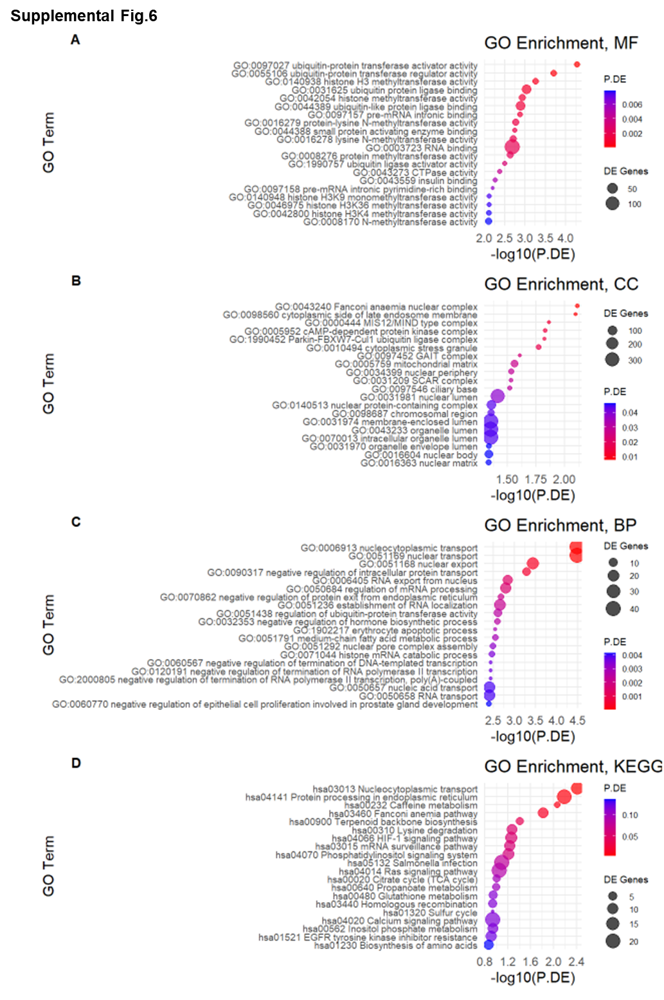 Supplemental Fig.6
A
GO Enrichment, MF
GO Term
GO:0097027 ubiquitin-protein transferase activator activity
GO:0055106 ubiquitin-protein transferase regulator activity
GO:0140938 histone H3 methyltransferase activity
GO:0031625 ubiquitin protein ligase binding
GO:0042054 histone methyltransferase activity
GO:0044389 ubiquitin-like protein ligase binding
GO:0097157 pre-mRNA intronic binding
GO:0016279 protein-lysine N-methyltransferase activity
GO:0044388 small protein activating enzyme binding
GO:0016278 lysine N-methyltransferase activity
GO:0003723 RNA binding
GO:0008276 protein methyltransferase activity
GO:1990757 ubiquitin ligase activator activity
GO:0043273 CTPase activity
GO:0043559 insulin binding
GO:0097158 pre-mRNA intronic pyrimidine-rich binding
GO:0140948 histone H3K9 monomethyltransferase activity
GO:0046975 histone H3K36 methyltransferase activity
GO:0042800 histone H3K4 methyltransferase activity
GO:0008170 N-methyltransferase activity
2.0 2.5 3.0 3.5 4.0
-log10(P.DE)
P.DE
0.006
0.004
0.002
DE Genes
50
100
B
GO Enrichment, CC
GO Term
GO:0043240 Fanconi anaemia nuclear complex
GO:0098560 cytoplasmic side of late endosome membrane
GO:0000444 MIS12/MIND type complex
GO:0005952 cAMP-dependent protein kinase complex
GO:1990452 Parkin-FBXW7-Cul1 ubiquitin ligase complex
GO:0010494 cytoplasmic stress granule
GO:0097452 GAIT complex
GO:0005759 mitochondrial matrix
GO:0034399 nuclear periphery
GO:0031209 SCAR complex
GO:0097546 ciliary base
GO:0031981 nuclear lumen
GO:0140513 nuclear protein-containing complex
GO:0098687 chromosomal region
GO:0031974 membrane-enclosed lumen
GO:0043233 organelle lumen
GO:0070013 intracellular organelle lumen
GO:0031970 organelle envelope lumen
GO:0016604 nuclear body
GO:0016363 nuclear matrix
1.50 1.75 2.00
-log10(P.DE)
DE Genes
100
200
300
P.DE
0.04
0.03
0.02
0.01
C
GO Enrichment, BP
GO Term
GO:0006913 nucleocytoplasmic transport
GO:0051169 nuclear transport
GO:0051168 nuclear export
GO:0090317 negative regulation of intracellular protein transport
GO:0006405 RNA export from nucleus
GO:0050684 regulation of mRNA processing
GO:0070862 negative regulation of protein exit from endoplasmic reticulum
GO:0051236 establishment of RNA localization
GO:0051438 regulation of ubiquitin-protein transferase activity
GO:0032353 negative regulation of hormone biosynthetic process
GO:1902217 erythrocyte apoptotic process
GO:0051791 medium-chain fatty acid metabolic process
GO:0051292 nuclear pore complex assembly
GO:0071044 histone mRNA catabolic process
GO:0060567 negative regulation of termination of DNA-templated transcription
GO:0120191 negative regulation of termination of RNA polymerase II transcription
GO:2000805 negative regulation of termination of RNA polymerase II transcription, poly(A)-coupled
GO:0050657 nucleic acid transport
GO:0050658 RNA transport
GO:0060770 negative regulation of epithelial cell proliferation involved in prostate gland development
2.5 3.0 3.5 4.0 4.5
-log10(P.DE)
DE Genes
10
20
30
40
P.DE
0.004
0.003
0.002
0.001
D
GO Enrichment, KEGG
GO Term
hsa03013 Nucleocytoplasmic transport
hsa04141 Protein processing in endoplasmic reticulum
hsa00232 Caffeine metabolism
hsa03460 Fanconi anemia pathway
hsa00900 Terpenoid backbone biosynthesis
hsa00310 Lysine degradation
hsa04066 HIF-1 signaling pathway
hsa03015 mRNA surveillance pathway
hsa04070 Phosphatidylinositol signaling system
hsa05132 Salmonella infection
hsa04014 Ras signaling pathway
hsa00020 Citrate cycle (TCA cycle)
hsa00640 Propanoate metabolism
hsa00480 Glutathione metabolism
hsa03440 Homologous recombination
hsa01320 Sulfur cycle
hsa04020 Calcium signaling pathway
hsa00562 Inositol phosphate metabolism
hsa01521 EGFR tyrosine kinase inhibitor resistance
hsa01230 Biosynthesis of amino acids
0.8 1.2 1.6 2.0 2.4
-log10(P.DE)
P.DE
0.10
0.05
DE Genes
5
10
15
20